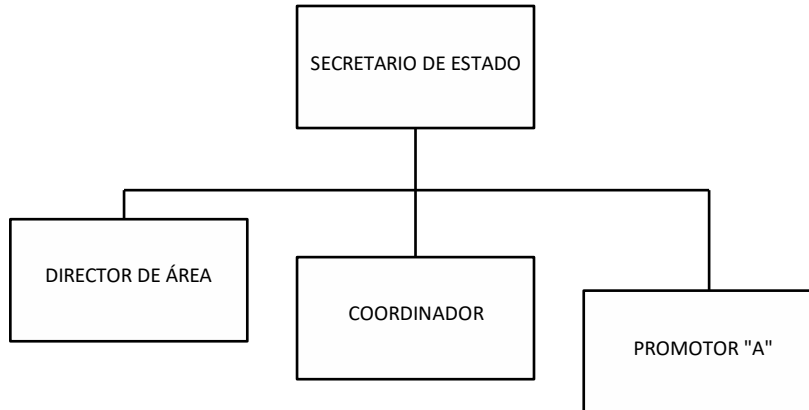 SECRETARIO DE ESTADO
DIRECTOR DE ÁREA
COORDINADOR
PROMOTOR "A"